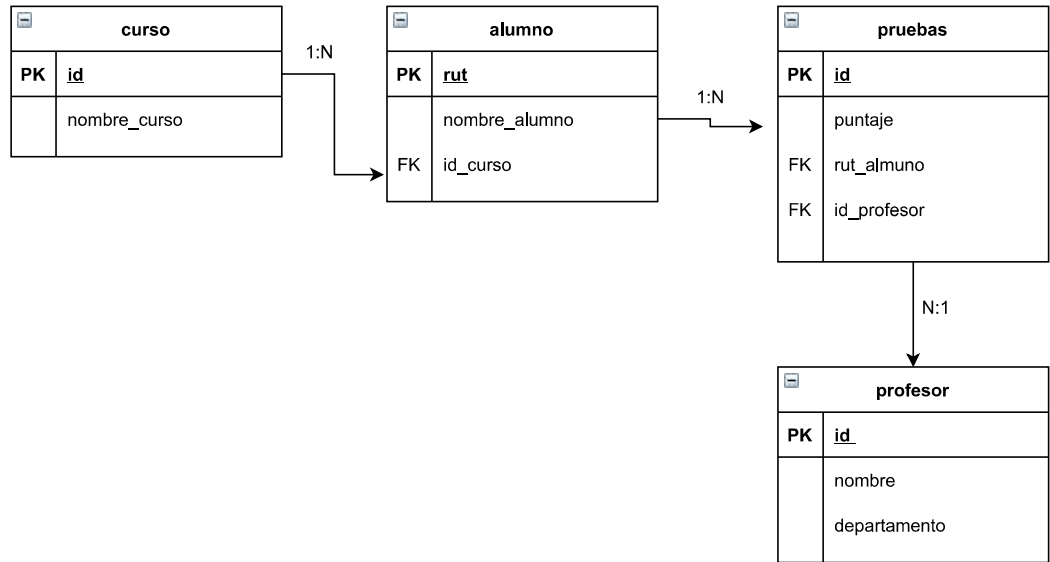 curso
PK id
nombre_curso
1:N
alumno
PK rut
nombre_alumno
FK id_curso
1:N
pruebas
PK id
puntaje
FK rut_almuno
FK id_profesor
N:1
profesor
PK id
nombre
departamento